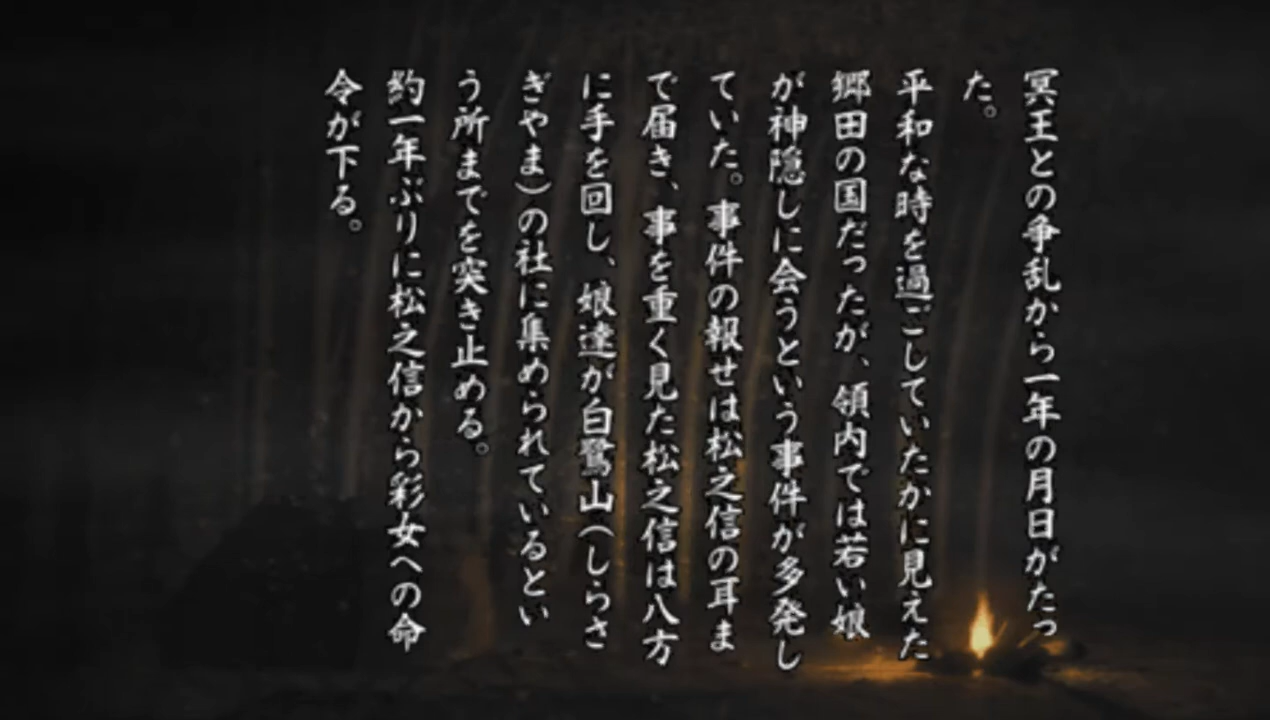 冥王との争乱から一年の月日がたっ
た。
平和な時を過ごしていたかに見えた
郷田の国だったが、領内では若い娘
が神隠しに会うという事件が多発し
ていた。事件の報せは松之信の耳ま
で届き、事を重く見た松之信は八方
に手を回し、娘達が白鷺山(しらさ
ぎやま)の社に集められているとい
う所までを突き止める。
約一年ぶりに松之信から彩女への命
令が下る。